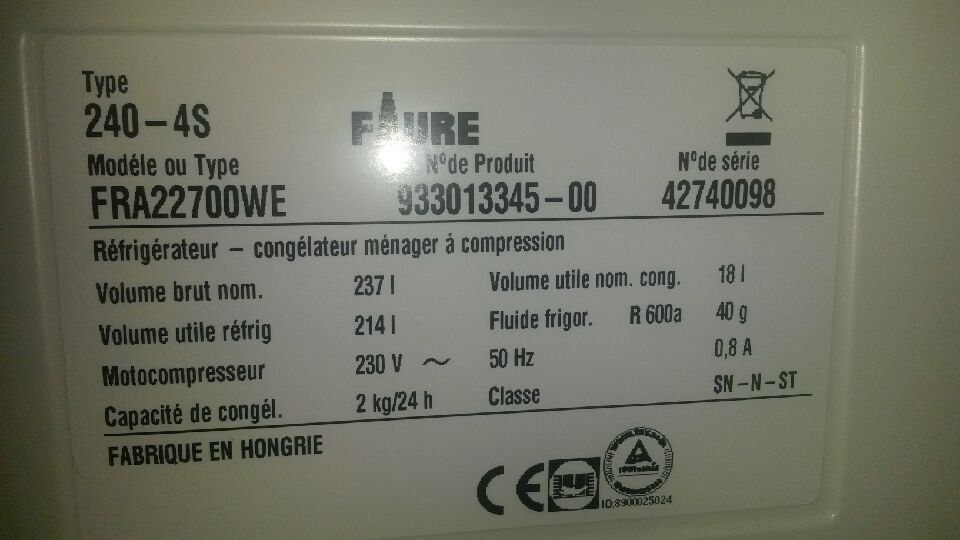 Type
240-4S
FAURE
Modéle ou Type
N°de Produit
N°de série
FRA22700WE
933013345-00
42740098
Réfrigérateur - congélateur ménager á compression
Volume brut nom. 237 l Volume utile nom. cong. 18 l
Volume utile réfrig 214 l Fluide frigor. R 600a 40 g
Motocompresseur 230 V ~ 50 Hz 0,8 A
Capacité de congél. 2 kg/24 h Classe SN-N-ST
FABRIQUE EN HONGRIE
CE
ID:8900025024